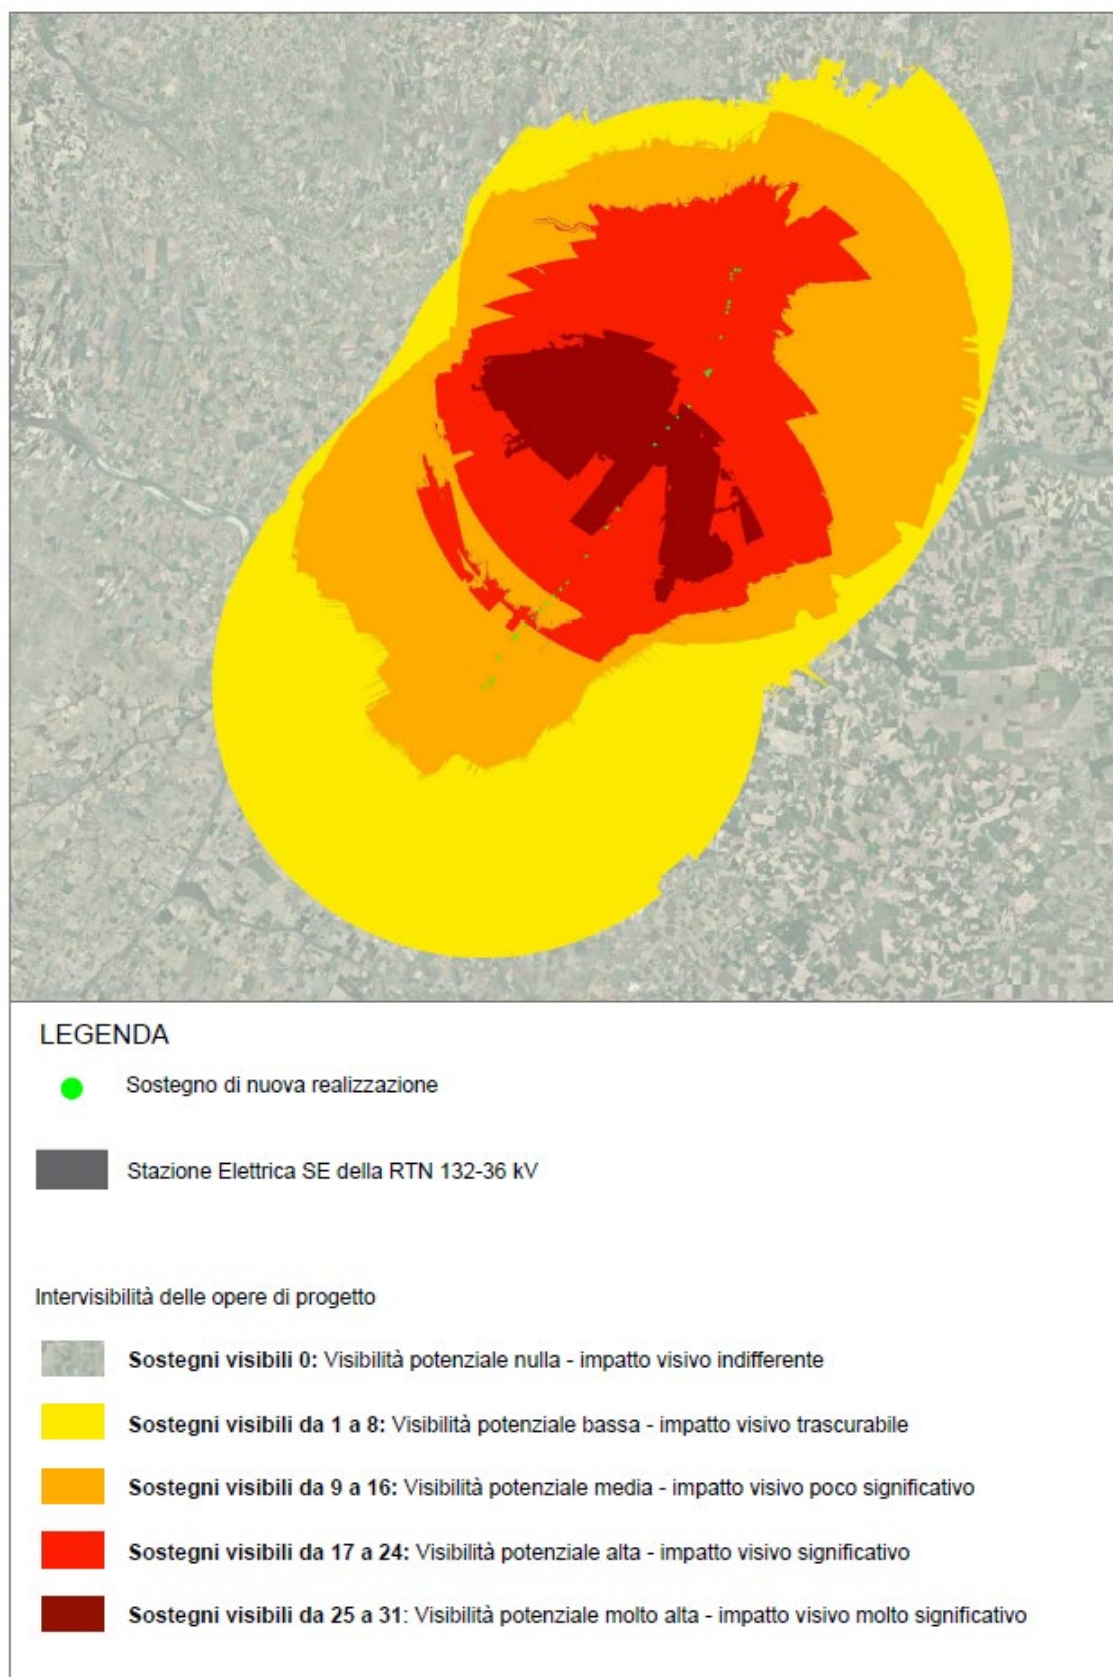 LEGENDA
Sostegno di nuova realizzazione
Stazione Elettrica SE della RTN 132-36 kV
Intervisibilità delle opere di progetto
Sostegni visibili 0: Visibilità potenziale nulla - impatto visivo indifferente
Sostegni visibili da 1 a 8: Visibilità potenziale bassa - impatto visivo trascurabile
Sostegni visibili da 9 a 16: Visibilità potenziale media - impatto visivo poco significativo
Sostegni visibili da 17 a 24: Visibilità potenziale alta - impatto visivo significativo
Sostegni visibili da 25 a 31: Visibilità potenziale molto alta - impatto visivo molto significativo